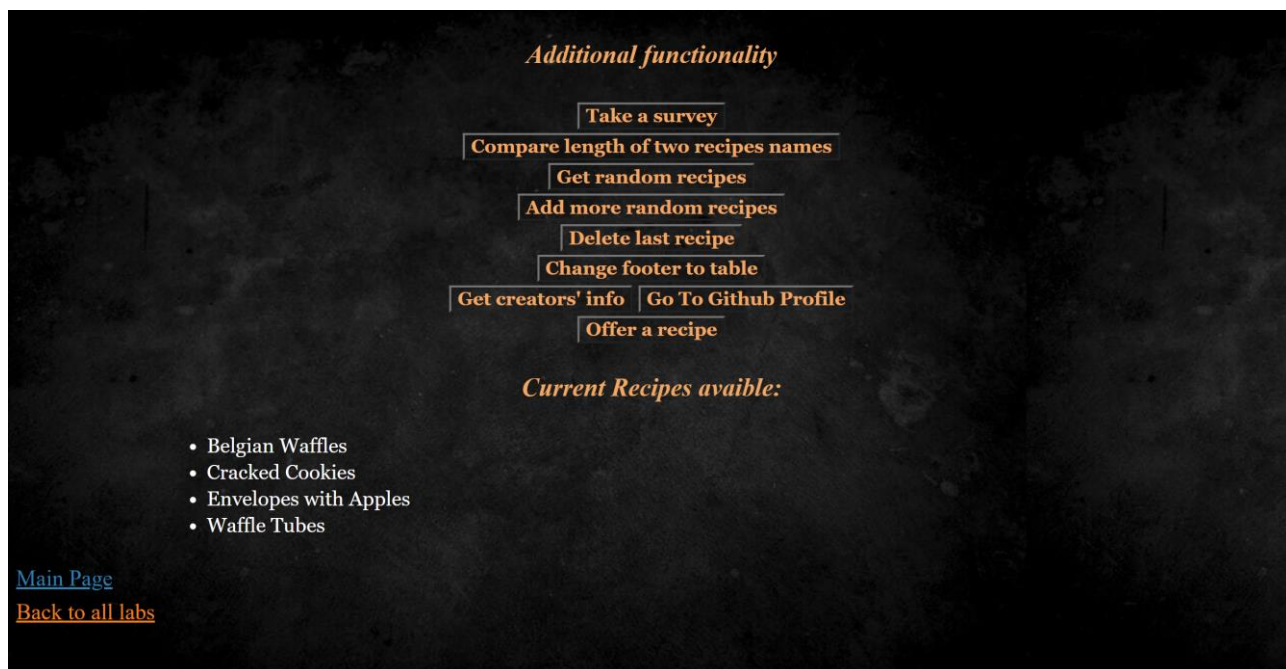 Additional functionality
Take a survey
Compare length of two recipes names
Get random recipes
Add more random recipes
Delete last recipe
Change footer to table
Get creators' info Go To Github Profile
Offer a recipe
Current Recipes avaible:
• Belgian Waffles
• Cracked Cookies
• Envelopes with Apples
• Waffle Tubes
Main Page
Back to all labs